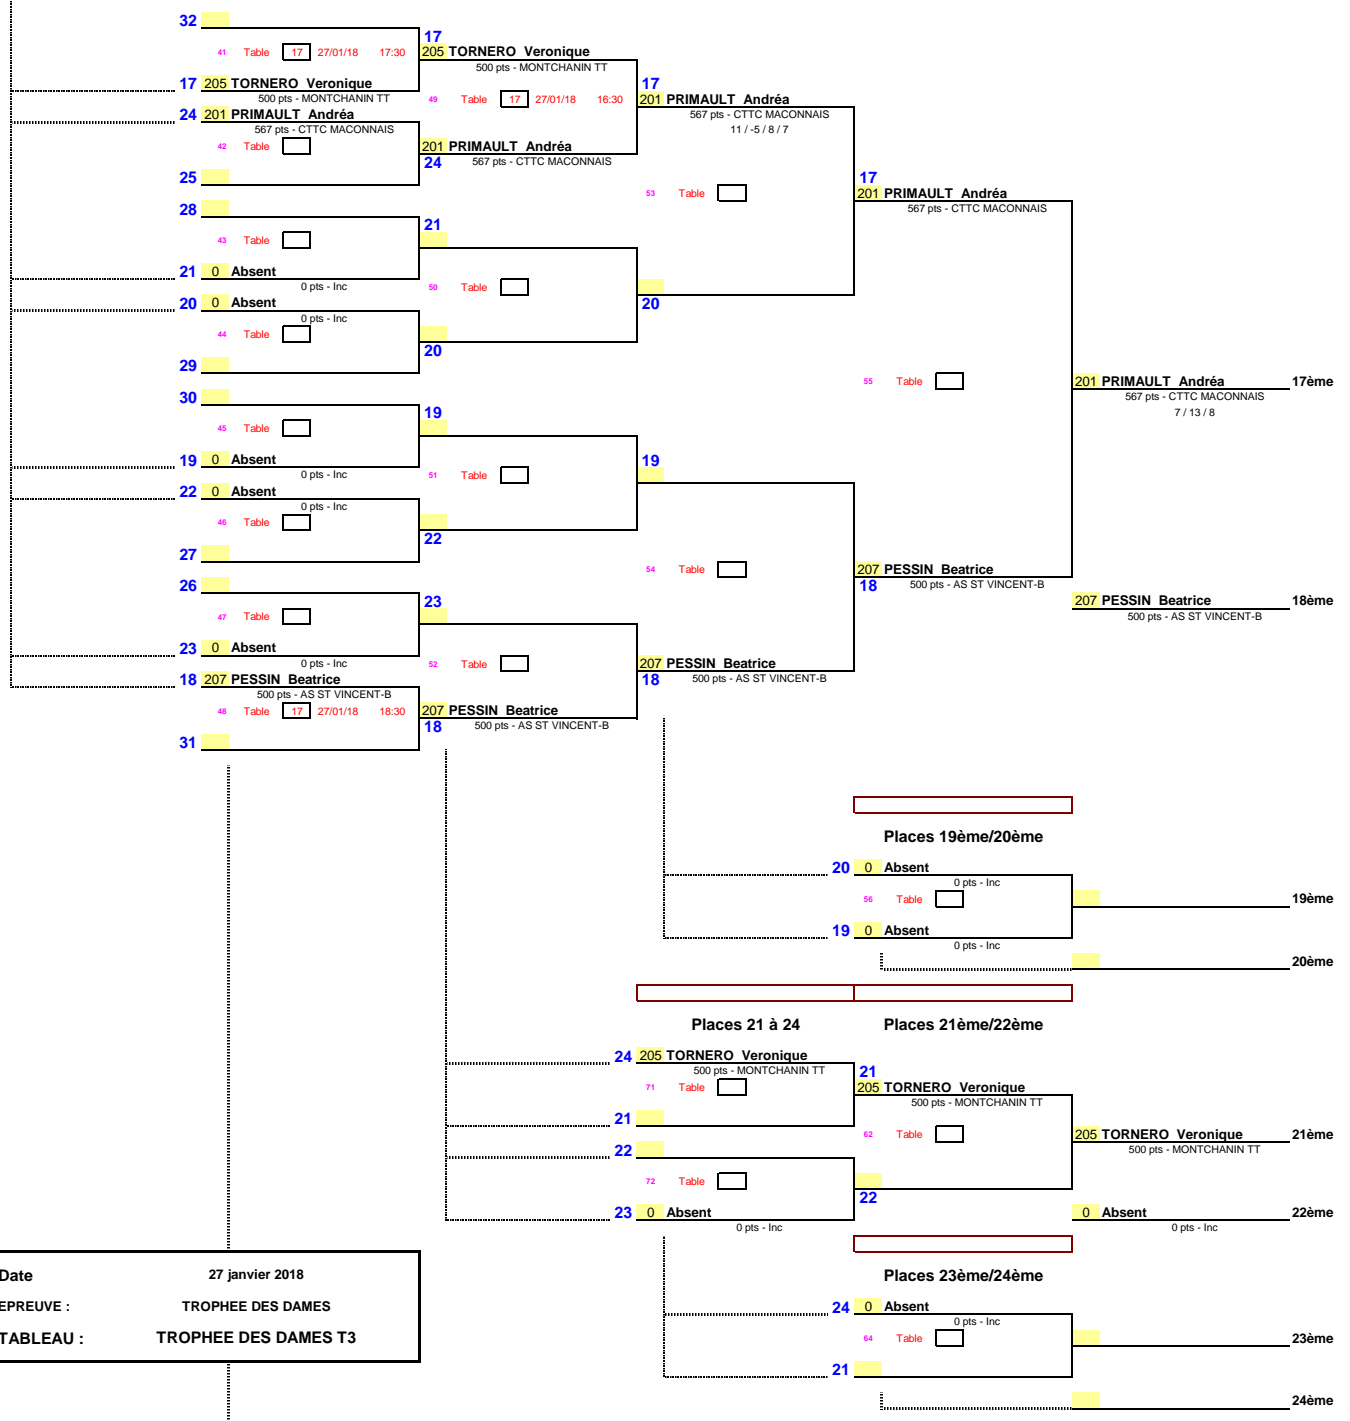 32
17
41 Table 17 27/01/18 17:30
205 TORNERO Veronique
500 pts - MONTCHANIN TT
17 205 TORNERO Veronique
500 pts - MONTCHANIN TT
17
49 Table 17 27/01/18 16:30
201 PRIMAULT Andréa
567 pts - CTTC MACONNAIS
11 / -5 / 8 / 7
24 201 PRIMAULT Andréa
567 pts - CTTC MACONNAIS
42 Table
201 PRIMAULT Andréa
24
567 pts - CTTC MACONNAIS
25
17
53 Table
201 PRIMAULT Andréa
567 pts - CTTC MACONNAIS
28
21
43 Table
21 0 Absent
0 pts - Inc
50 Table
20 0 Absent
0 pts - Inc
20
44 Table
20
29
55 Table
201 PRIMAULT Andréa 17ème
567 pts - CTTC MACONNAIS
7 / 13 / 8
30
19
45 Table
19 0 Absent
0 pts - Inc
19
51 Table
22 0 Absent
0 pts - Inc
46 Table
22
27
54 Table
207 PESSIN Beatrice
18
500 pts - AS ST VINCENT-B
26
23
207 PESSIN Beatrice 18ème
500 pts - AS ST VINCENT-B
47 Table
23 0 Absent
0 pts - Inc
52 Table
207 PESSIN Beatrice
18
500 pts - AS ST VINCENT-B
18 207 PESSIN Beatrice
500 pts - AS ST VINCENT-B
48 Table 17 27/01/18 18:30
207 PESSIN Beatrice
18
500 pts - AS ST VINCENT-B
31
Places 19ème/20ème
20 0 Absent
0 pts - Inc
56 Table
19ème
19 0 Absent
0 pts - Inc
20ème
Places 21 à 24 Places 21ème/22ème
24 205 TORNERO Veronique
500 pts - MONTCHANIN TT
21
71 Table
205 TORNERO Veronique
500 pts - MONTCHANIN TT
21
62 Table
205 TORNERO Veronique 21ème
500 pts - MONTCHANIN TT
22
72 Table
22
23 0 Absent
0 pts - Inc
0 Absent 22ème
0 pts - Inc
Places 23ème/24ème
24 0 Absent
0 pts - Inc
64 Table
23ème
21
24ème
Date 27 janvier 2018
EPREUVE : TROPHEE DES DAMES
TABLEAU : TROPHEE DES DAMES T3